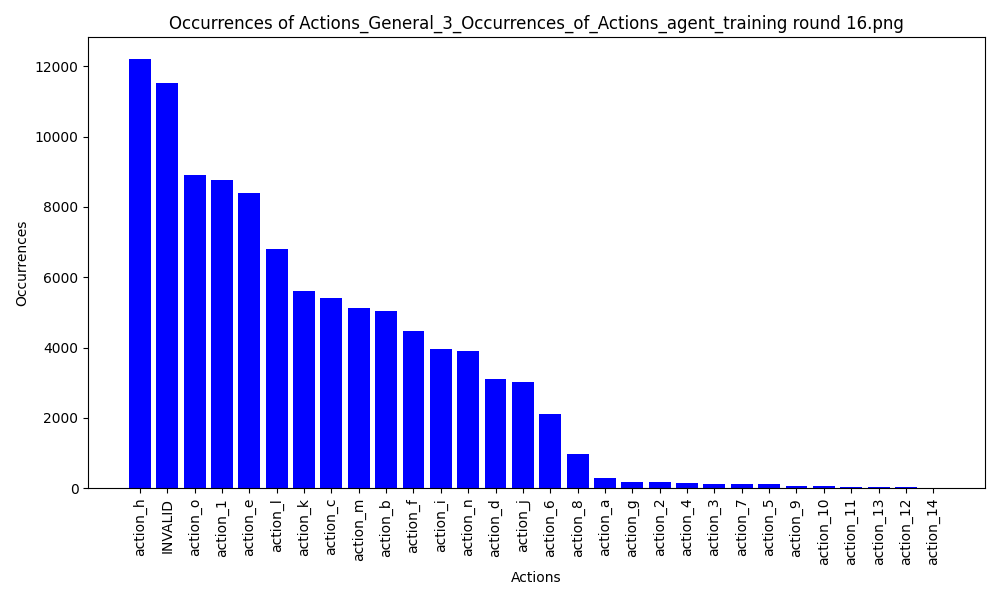 Occurrences of Actions_General_3_Occurrences_of_Actions_agent_training round 16.png
Occurrences
12000
10000
8000
6000
4000
2000
0
action_h
INVALID
action_o
action_1
action_e
action_l
action_k
action_c
action_m
action_b
action_f
action_i
action_n
action_d
action_j
action_6
action_8
action_a
action_g
action_2
action_4
action_3
action_7
action_5
action_9
action_10
action_11
action_13
action_12
action_14
Actions